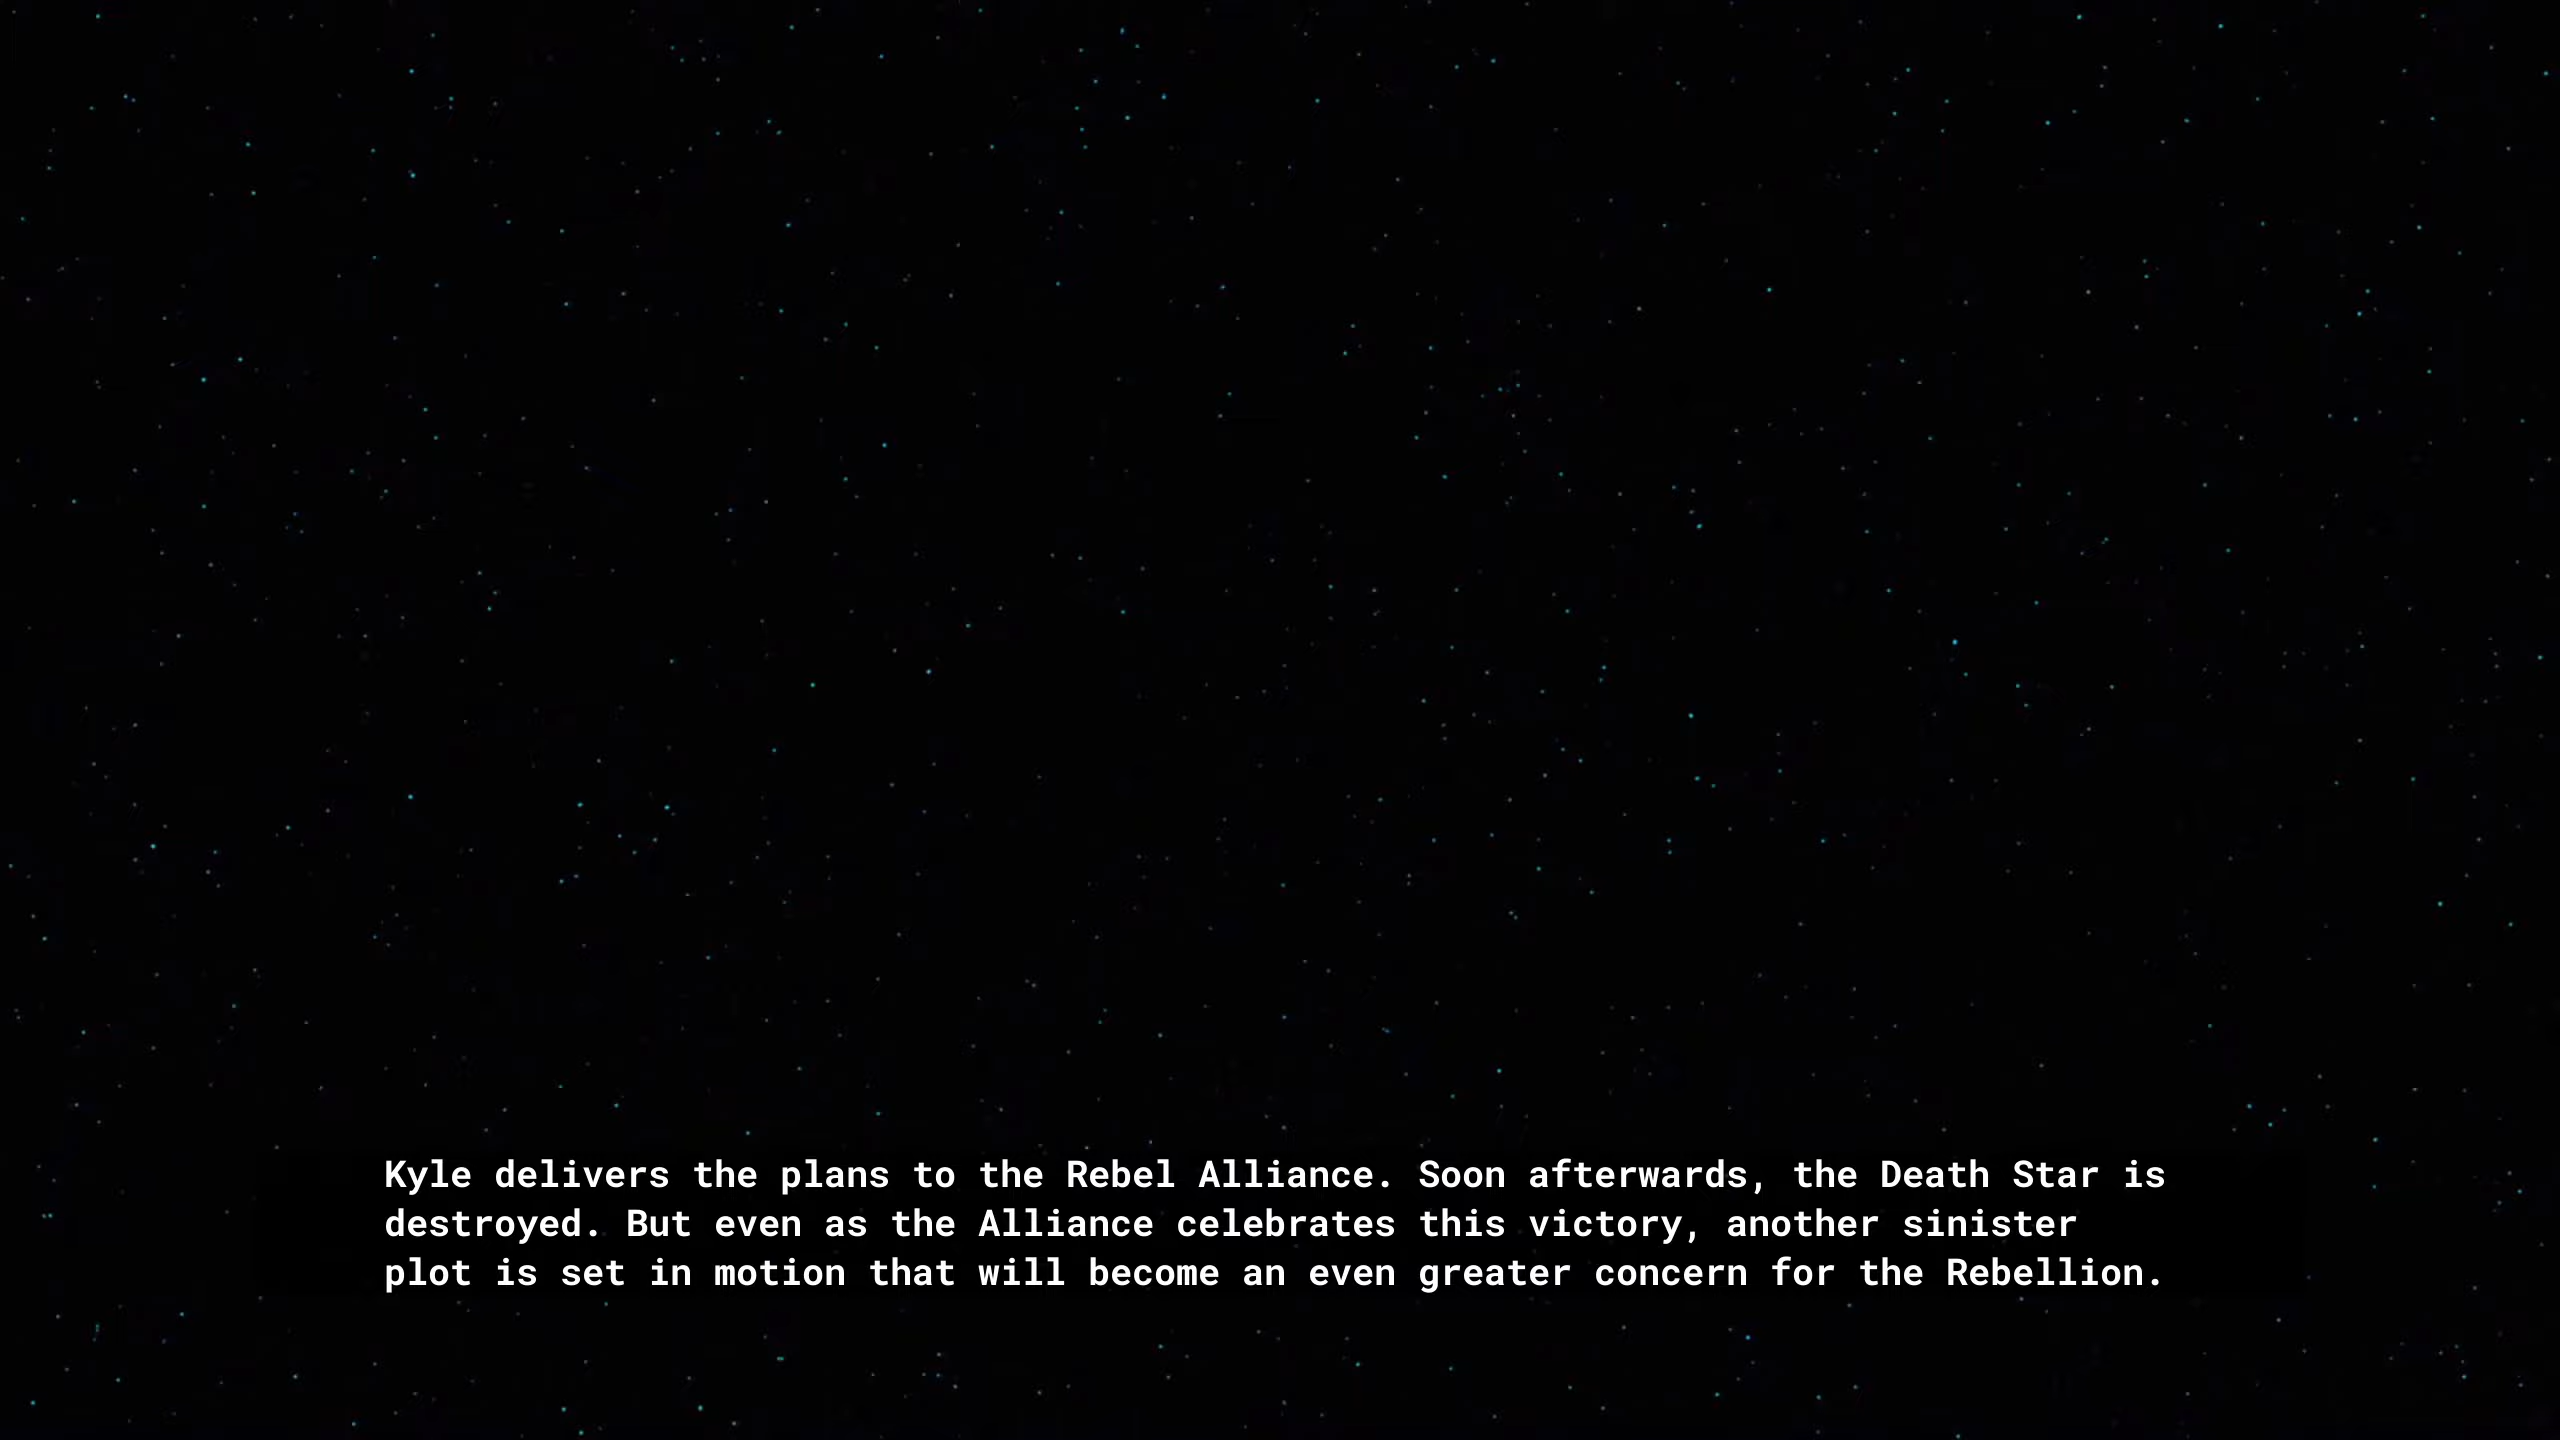 Kyle delivers the plans to the Rebel Alliance. Soon afterwards, the Death Star is
destroyed. But even as the Alliance celebrates this victory, another sinister
plot is set in motion that will become an even greater concern for the Rebellion.